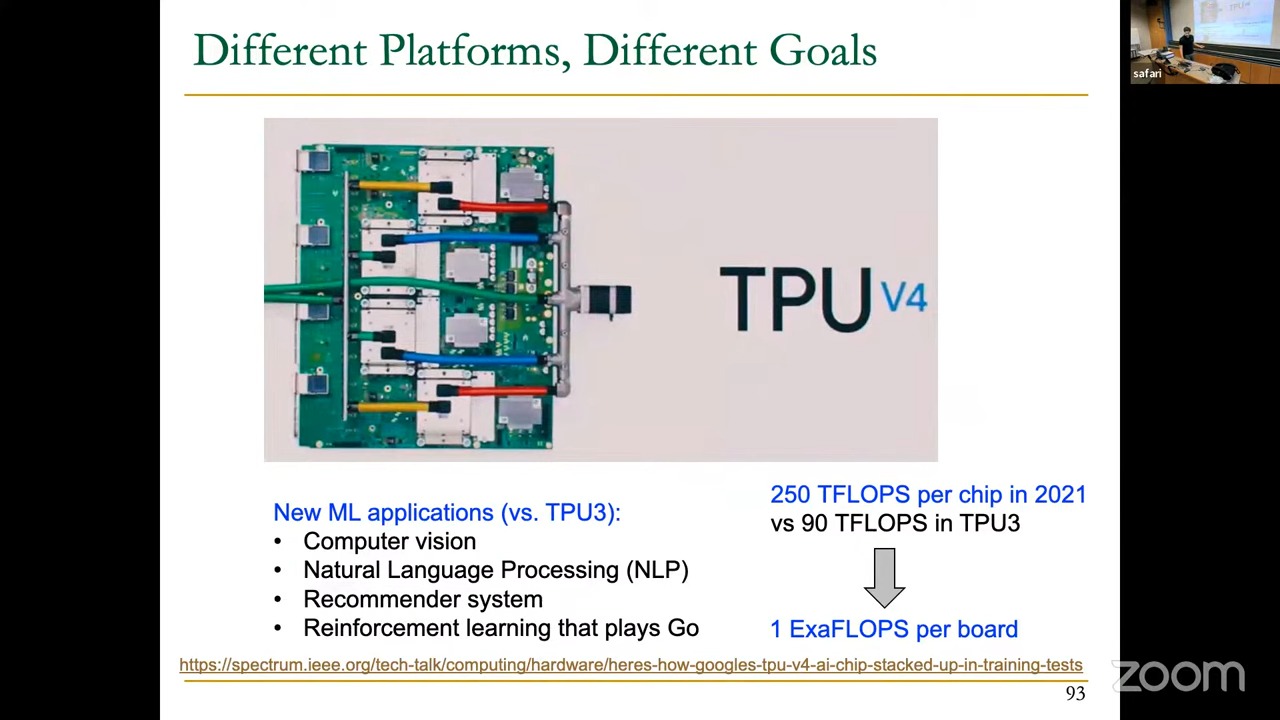 Different Platforms, Different Goals
safari
TPU V4
New ML applications (vs. TPU3):
• Computer vision
• Natural Language Processing (NLP)
• Recommender system
• Reinforcement learning that plays Go
250 TFLOPS per chip in 2021
vs 90 TFLOPS in TPU3
1 ExaFLOPS per board
https://spectrum.ieee.org/tech-talk/computing/hardware/heres-how-googles-tpu-v4-ai-chip-stacked-up-in-training-tests
93
zoom